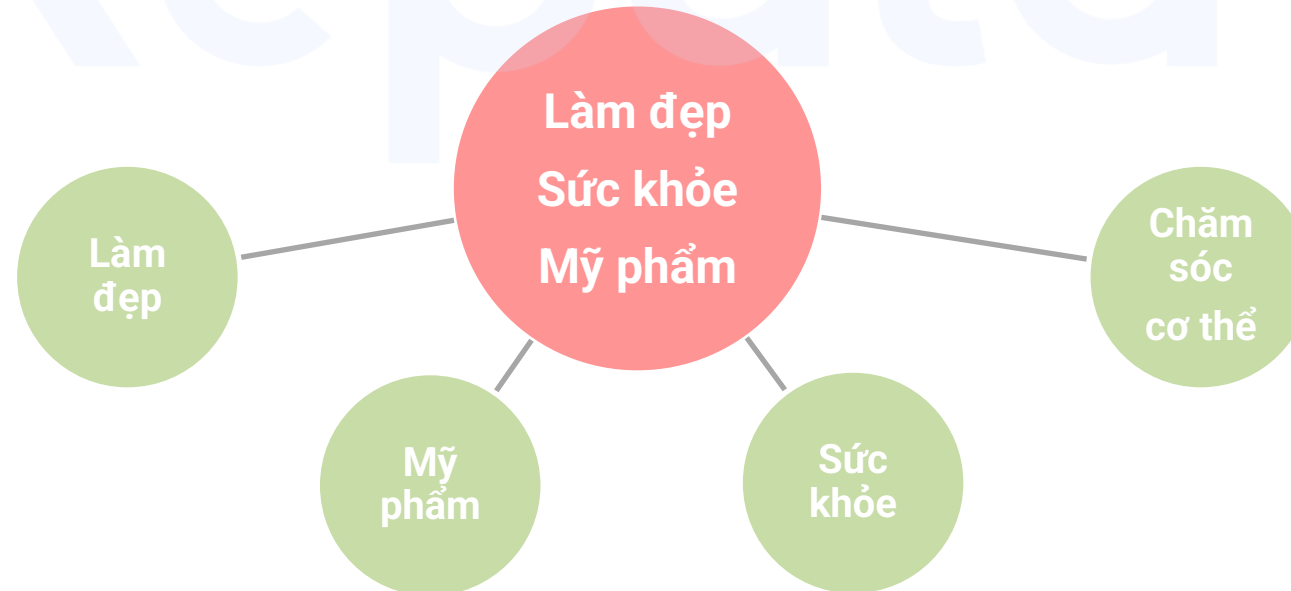 Làm đẹp
Sức khỏe
Mỹ phẩm
Làm
đẹp
Mỹ
phẩm
Sức
khỏe
Chăm
sóc
cơ thể